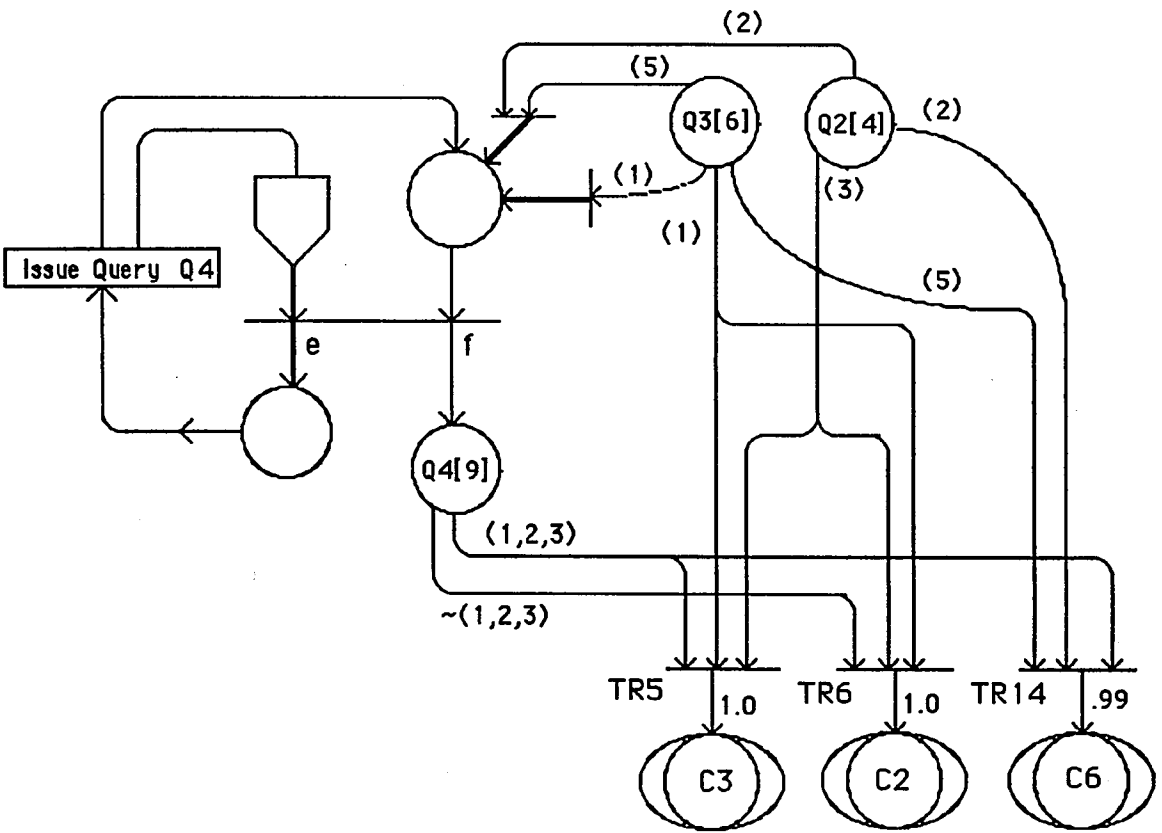 (2)
(5)
Q3[6]
Q2[4]
(2)
(1)
(3)
(1)
Issue Query Q4
(5)
e
f
Q4[9]
(1,2,3)
~(1,2,3)
TR5
1.0
TR6
1.0
TR14
.99
C3
C2
C6